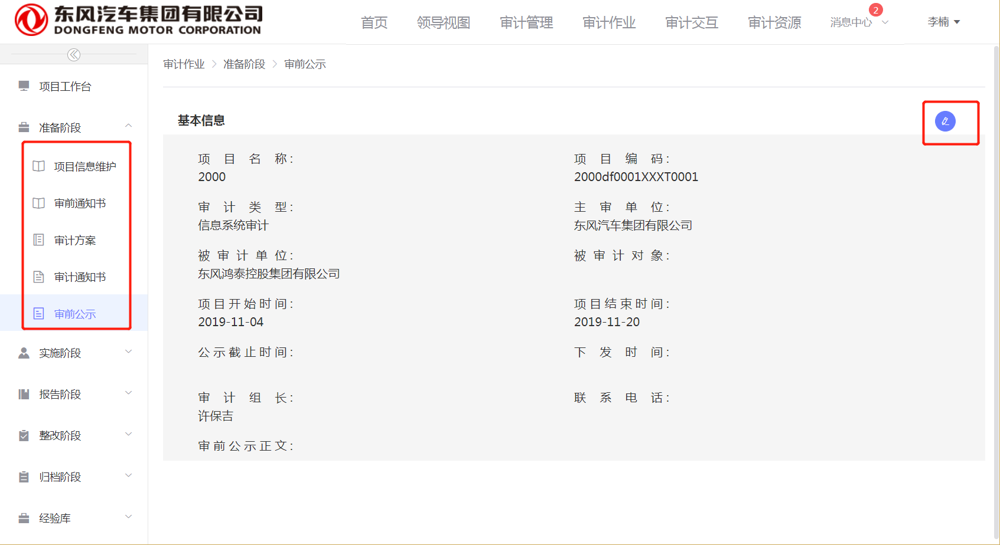 东风汽车集团有限公司
DONGFENG MOTOR CORPORATION
首页 领导视图 审计管理 审计作业 审计交互 审计资源 消息中心 2 李楠
审计作业 > 准备阶段 > 审前公示
项目工作台
准备阶段
项目信息维护
审前通知书
审计方案
审计通知书
审前公示
实施阶段
报告阶段
整改阶段
归档阶段
经验库
基本信息
项目名称: 项目编码:
2000 2000df0001XXXT0001
审计类型: 主审单位:
信息系统审计 东风汽车集团有限公司
被审计单位: 被审计对象:
东风鸿泰控股集团有限公司
项目开始时间: 项目结束时间:
2019-11-04 2019-11-20
公示截止时间: 下发时间:
审计组长: 联系电话:
许保吉
审前公示正文: